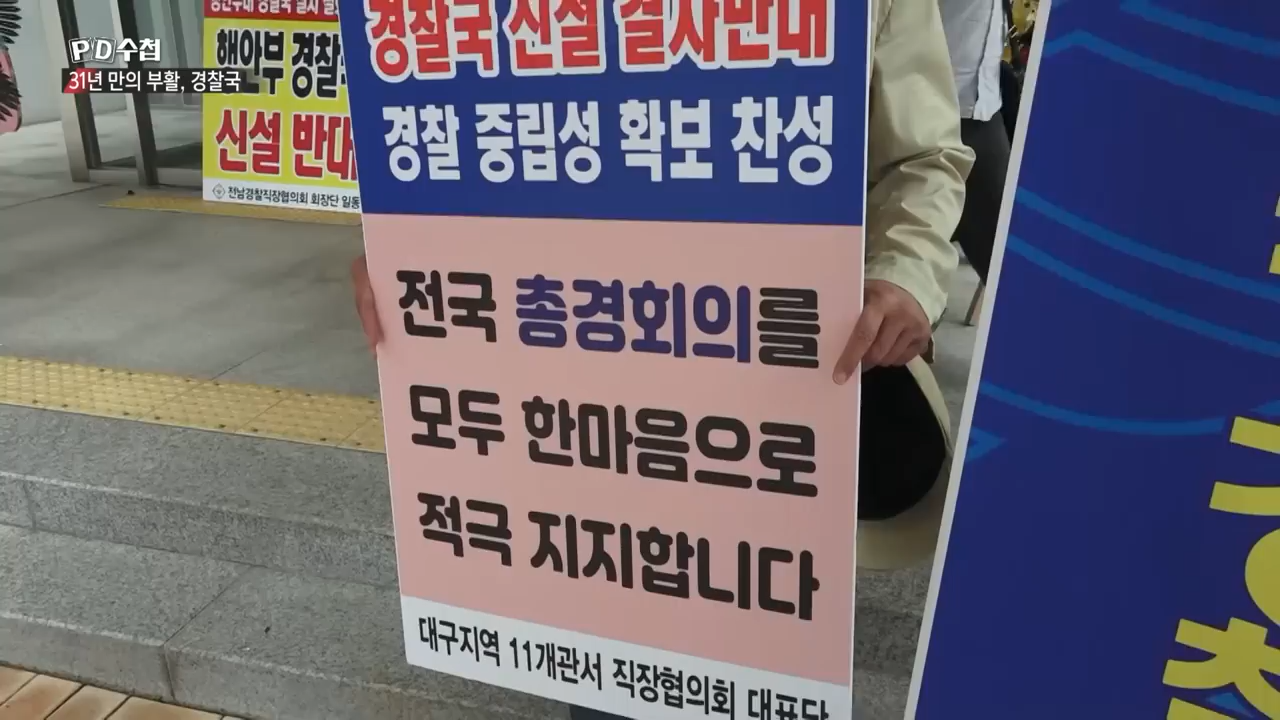 PD수첩
31년 만의 부활, 경찰국
해안부 경찰
신설 반대
전남경찰직장협의회 회장단 일동
경찰국 신설 결사반대
경찰 중립성 확보 찬성
전국 총경회의를
모두 한마음으로
적극 지지합니다
대구지역 11개관서 직장협의회 대표단